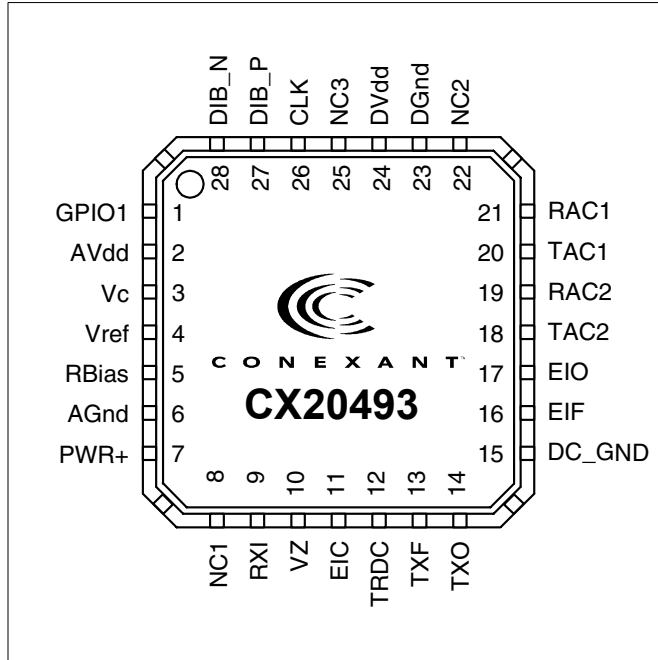 DIB_N
DIB_P
CLK
NC3
DVdd
DGnd
NC2
28
27
26
25
24
23
22
GPIO1 1
AVdd 2
Vc 3
Vref 4
RBias 5
AGnd 6
PWR+ 7
21 RAC1
20 TAC1
19 RAC2
18 TAC2
17 EIO
16 EIF
15 DC_GND
CONEXANT™
CX20493
8
9
10
11
12
13
14
NC1
RXI
VZ
EIC
TRDC
TXF
TXO